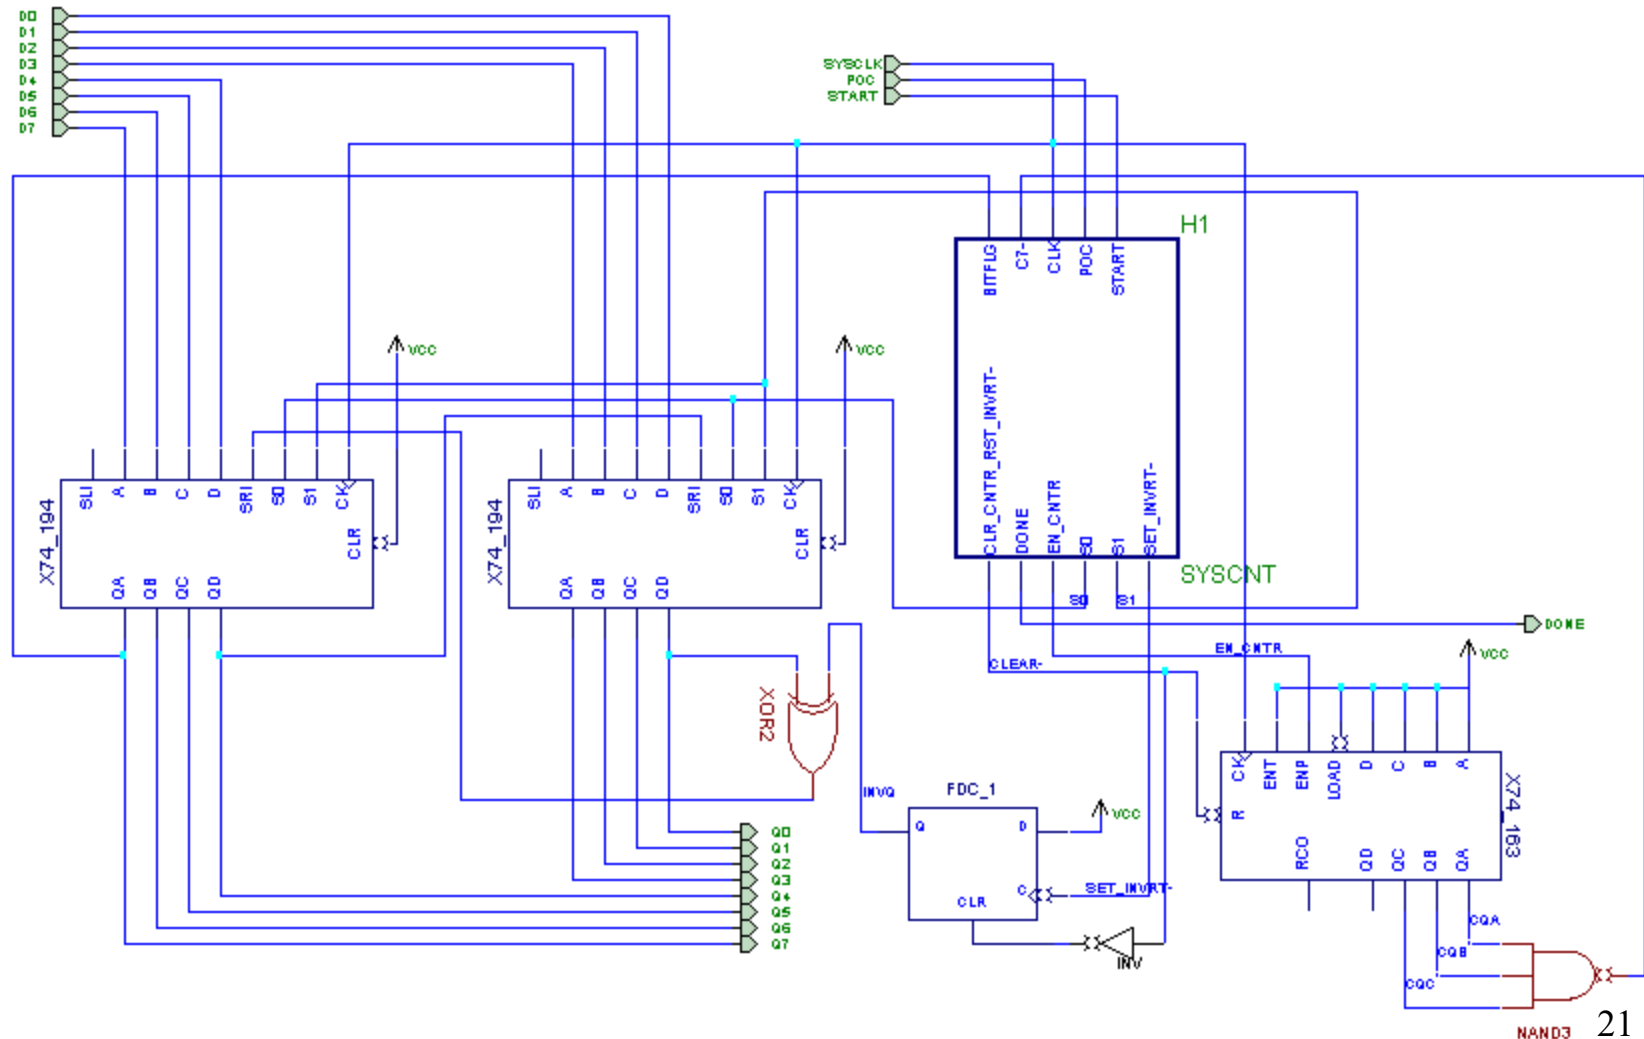 D0
D1
D2
D3
D4
D5
D6
D7
SYSCLK
POC
START
H1
BITFLG C7- CLK POC START
VCC
VCC
CLR_CNTR_RST_INVRT- DONE EN_CNTR S0 S1 SET_INVRT-
X74_194
SLI A B C D SRI S0 S1 CK
CLR
QA QB QC QD
X74_194
SLI A B C D SRI S0 S1 CK
CLR
QA QB QC QD
SYSCNT
S0 S1
DONE
EN_CNTR
VCC
CLEAR-
XOR2
CK ENT ENP LOAD D C B A
R
X74_163
RCO QD QC QB QA
INVQ
FDC_1
VCC
Q D
C
CLR
SET_INVRT-
INV
Q0
Q1
Q2
Q3
Q4
Q5
Q6
Q7
CQA
CQB
CQC
NAND3
21